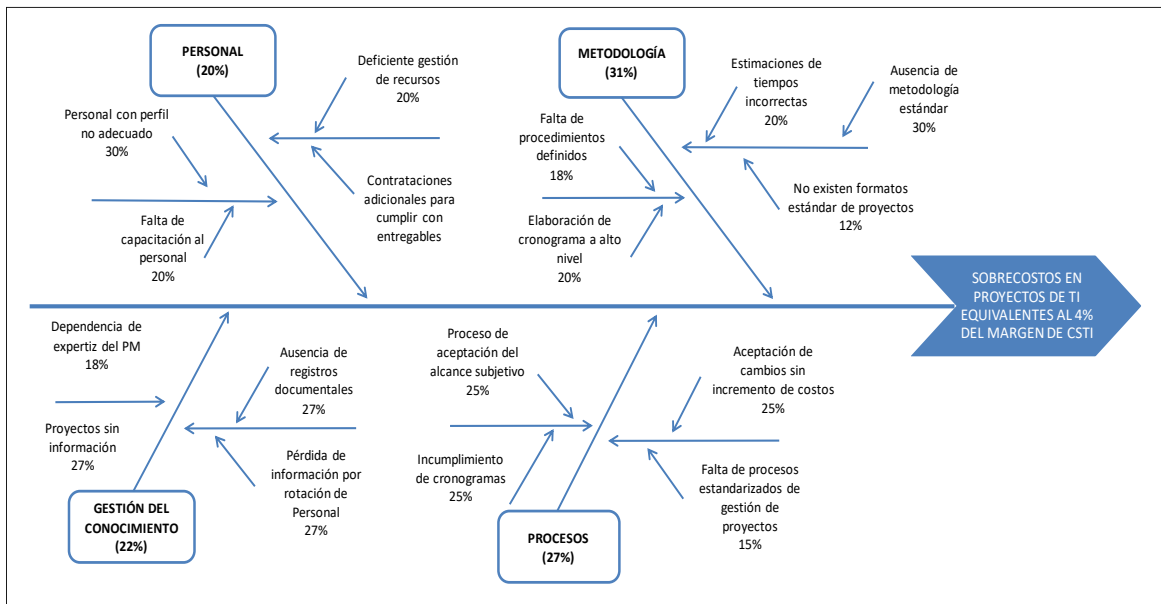 PERSONAL
(20%)
Deficiente gestión
de recursos
20%
Personal con perfil
no adecuado
30%
Contrataciones
adicionales para
cumplir con
entregables
Falta de
capacitación al
personal
20%
METODOLOGÍA
(31%)
Estimaciones de
tiempos
incorrectas
20%
Ausencia de
metodología
estándar
30%
Falta de
procedimientos
definidos
18%
No existen formatos
estándar de proyectos
12%
Elaboración de
cronograma a alto
nivel
20%
SOBRECOSTOS EN
PROYECTOS DE TI
EQUIVALENTES AL 4%
DEL MARGEN DE CSTI
Dependencia de
expertiz del PM
18%
Ausencia de
registros
documentales
27%
Proyectos sin
información
27%
Pérdida de
información por
rotación de
Personal
27%
GESTIÓN DEL
CONOCIMIENTO
(22%)
Proceso de
aceptación del
alcance subjetivo
25%
Aceptación de
cambios sin
incremento de costos
25%
Incumplimiento
de cronogramas
25%
Falta de procesos
estandarizados de
gestión de
proyectos
15%
PROCESOS
(27%)